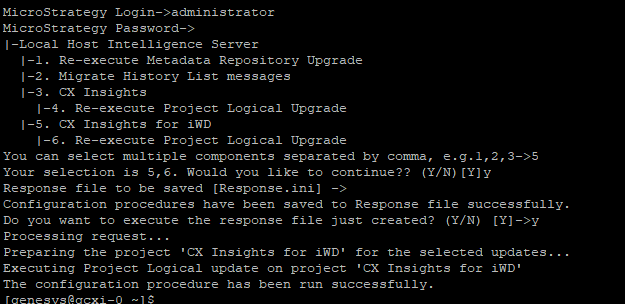 MicroStrategy Login->administrator
MicroStrategy Password->
|-Local Host Intelligence Server
|-1. Re-execute Metadata Repository Upgrade
|-2. Migrate History List messages
|-3. CX Insights
|-4. Re-execute Project Logical Upgrade
|-5. CX Insights for iWD
|-6. Re-execute Project Logical Upgrade
You can select multiple components separated by comma, e.g.1,2,3->5
Your selection is 5,6. Would you like to continue?? (Y/N)[Y]y
Response file to be saved [Response.ini] ->
Configuration procedures have been saved to Response file successfully.
Do you want to execute the response file just created? (Y/N) [Y]->y
Processing request...
Preparing the project 'CX Insights for iWD' for the selected updates...
Executing Project Logical update on project 'CX Insights for iWD'
The configuration procedure has been run successfully.
[genesys@gcxi-0 ~]$